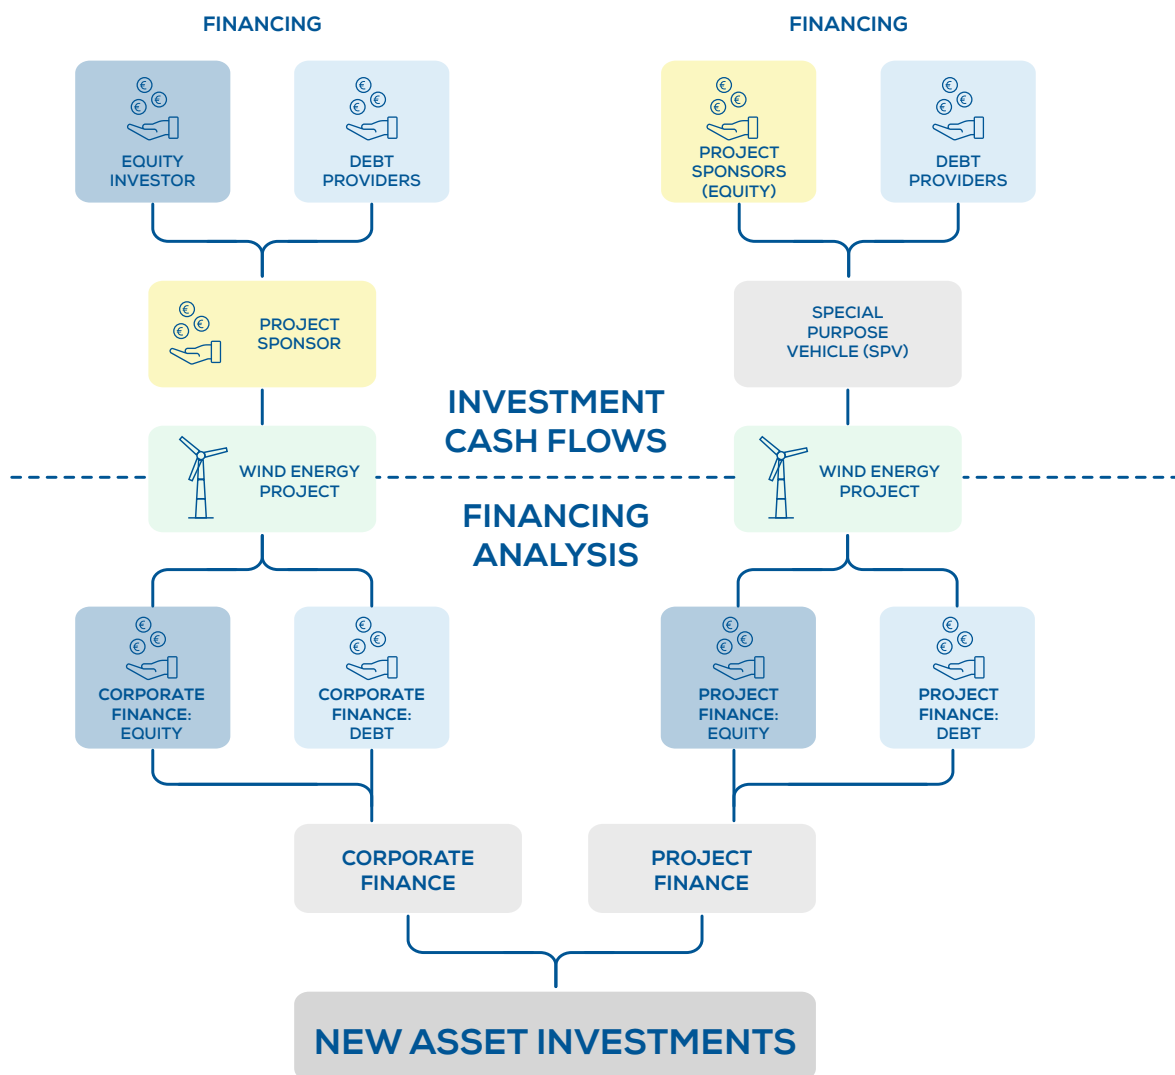 FINANCING
FINANCING
EQUITY
INVESTOR
DEBT
PROVIDERS
PROJECT
SPONSORS
(EQUITY)
DEBT
PROVIDERS
PROJECT
SPONSOR
SPECIAL
PURPOSE
VEHICLE (SPV)
INVESTMENT
CASH FLOWS
WIND ENERGY
PROJECT
WIND ENERGY
PROJECT
FINANCING
ANALYSIS
CORPORATE
FINANCE:
EQUITY
CORPORATE
FINANCE:
DEBT
PROJECT
FINANCE:
EQUITY
PROJECT
FINANCE:
DEBT
CORPORATE
FINANCE
PROJECT
FINANCE
NEW ASSET INVESTMENTS